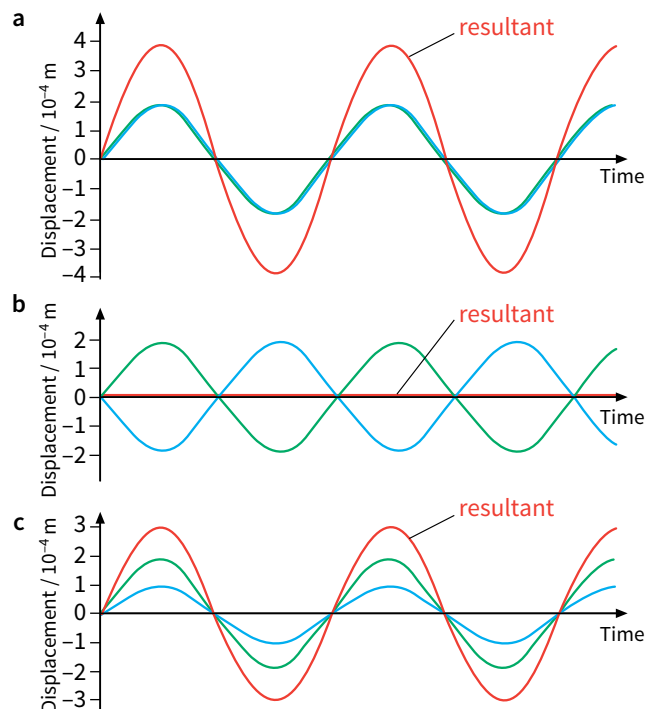 a
resultant
Displacement / 10⁻⁴ m
4
3
2
1
0
–1
–2
–3
–4
Time
b
resultant
Displacement / 10⁻⁴ m
2
1
0
–1
–2
Time
c
resultant
Displacement / 10⁻⁴ m
3
2
1
0
–1
–2
–3
Time